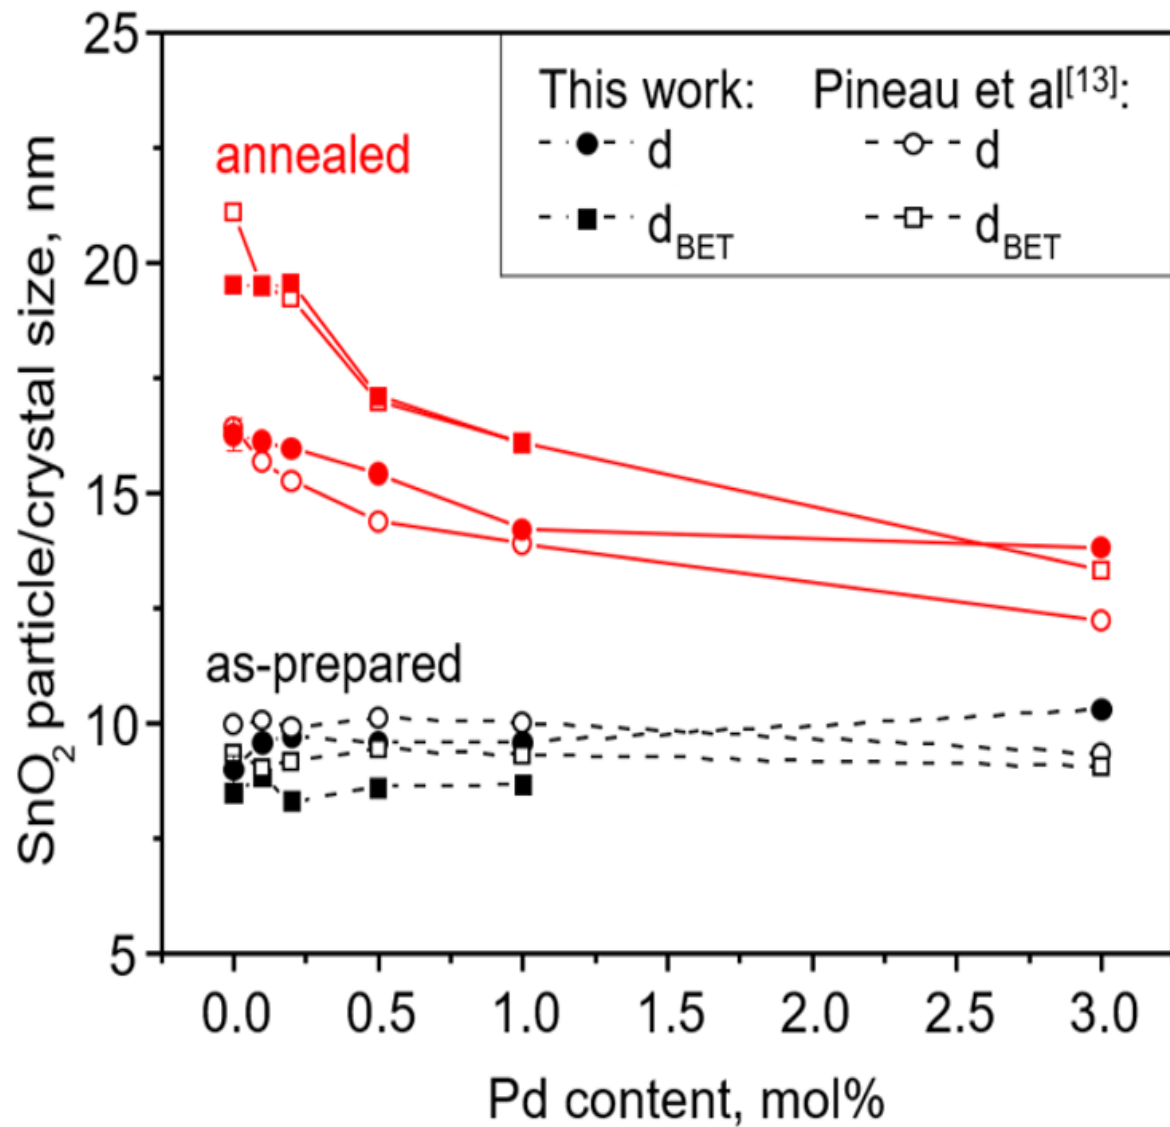 SnO2 particle/crystal size, nm
25
20
15
10
5
This work: Pineau et al[13]:
d d
dBET dBET
annealed
as-prepared
0.0 0.5 1.0 1.5 2.0 2.5 3.0
Pd content, mol%